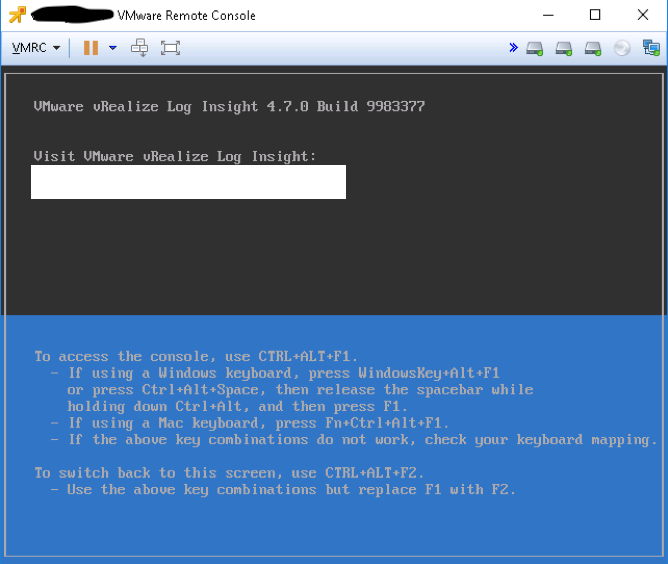 VMware Remote Console
VMRC
VMware vRealize Log Insight 4.7.0 Build 9983377
Visit VMware vRealize Log Insight:
To access the console, use CTRL+ALT+F1.
- If using a Windows keyboard, press WindowsKey+Alt+F1
or press Ctrl+Alt+Space, then release the spacebar while
holding down Ctrl+Alt, and then press F1.
- If using a Mac keyboard, press Fn+Ctrl+Alt+F1.
- If the above key combinations do not work, check your keyboard mapping.
To switch back to this screen, use CTRL+ALT+F2.
- Use the above key combinations but replace F1 with F2.